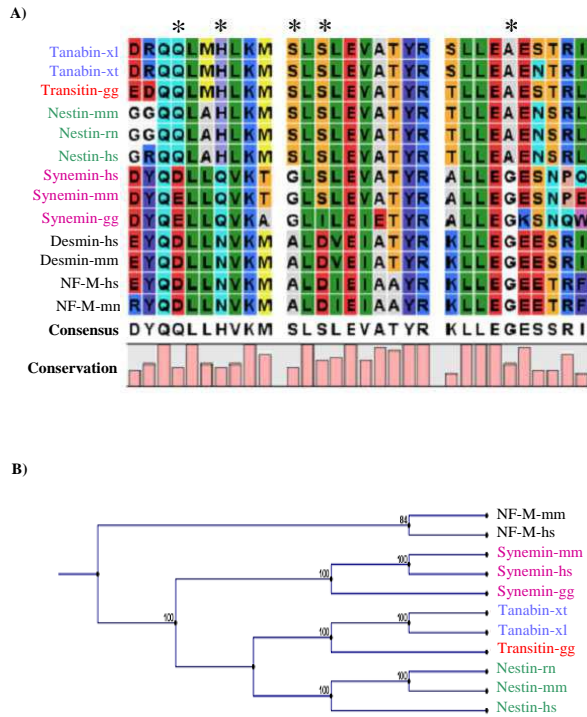 A)
* * * * *
Tanabin-xl DRQQLMHLKM SLSLEVATYR SLLEAESTRL
Tanabin-xt DRQQLMHLKM SLSLEVATYR SLLEAENTRI
Transitin-gg EDQQLMHLKM SLSLEVATYR TLLEAESTRL
Nestin-mm GGQQLAHLKM SLSLEVATYR TLLEAENSRL
Nestin-rn GGQQLAHLKM SLSLEVATYR TLLEAENSRL
Nestin-hs GRQQLAHLKM SLSLEVATYR TLLEAENSRL
Synemin-hs DYQDLLQVKT GLSLEVATYR ALLEGESNPQ
Synemin-mm DYQELLQVKT GLSLEVATYR ALLEGESNPE
Synemin-gg DYQELLQVKA GLILEIETYR ALLEGKSNQW
Desmin-hs EYQDLLNVKM ALDVEIATYR KLLEGEESRI
Desmin-mm EYQDLLNVKM ALDVEIATYR KLLEGEESRI
NF-M-hs EYQDLLNVKM ALDIEIAAYR KLLEGEETRF
NF-M-mn RYQDLLNVKM ALDIEIAAYR KLLEGEETRF
Consensus DYQQLLHVKM SLSLEVATYR KLLEGESSRI
Conservation
B)
84 NF-M-mm
NF-M-hs
100 Synemin-mm
100 Synemin-hs
Synemin-gg
100 100 Tanabin-xt
100 Tanabin-xl
Transitin-gg
100 Nestin-rn
100 Nestin-mm
Nestin-hs